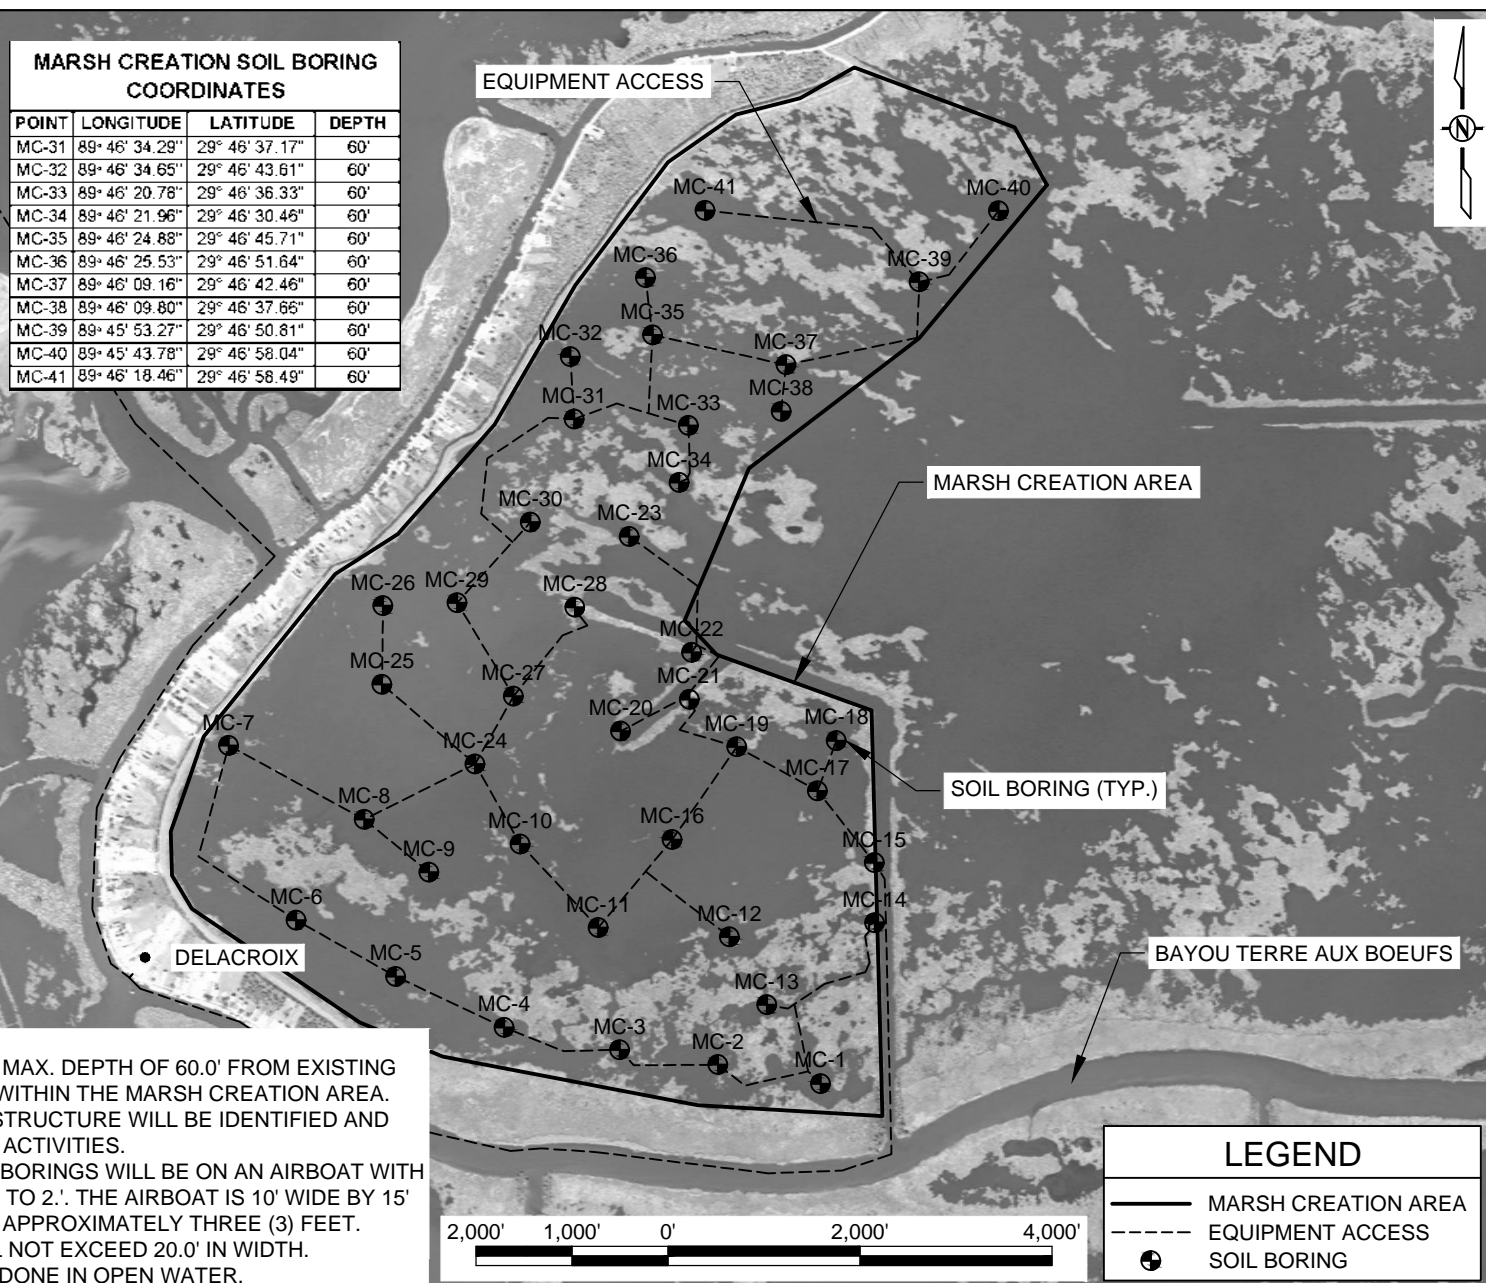 MARSH CREATION SOIL BORING
COORDINATES
POINT LONGITUDE LATITUDE DEPTH
MC-31 89° 46' 34.29" 29° 46' 37.17" 60'
MC-32 89° 46' 34.65" 29° 46' 43.61" 60'
MC-33 89° 46' 20.78" 29° 46' 36.33" 60'
MC-34 89° 46' 21.96" 29° 46' 30.46" 60'
MC-35 89° 46' 24.88" 29° 46' 45.71" 60'
MC-36 89° 46' 25.53" 29° 46' 51.64" 60'
MC-37 89° 46' 09.16" 29° 46' 42.46" 60'
MC-38 89° 46' 09.80" 29° 46' 37.66" 60'
MC-39 89° 45' 53.27" 29° 46' 50.81" 60'
MC-40 89° 45' 43.78" 29° 46' 58.04" 60'
MC-41 89° 46' 18.46" 29° 46' 58.49" 60'
EQUIPMENT ACCESS
N
MC-41
MC-40
MC-36
MC-39
MC-35
MC-32
MC-37
MC-38
MC-31
MC-33
MC-34
MARSH CREATION AREA
MC-30
MC-23
MC-26
MC-29
MC-28
MC-22
MC-25
MC-27
MC-21
MC-20
MC-7
MC-19
MC-18
MC-24
MC-17
SOIL BORING (TYP.)
MC-8
MC-10
MC-16
MC-15
MC-9
MC-6
MC-11
MC-12
MC-14
DELACROIX
MC-5
BAYOU TERRE AUX BOEUFS
MC-13
MC-4
MC-3
MC-2
MC-1
MAX. DEPTH OF 60.0' FROM EXISTING
WITHIN THE MARSH CREATION AREA.
STRUCTURE WILL BE IDENTIFIED AND
ACTIVITIES.
BORINGS WILL BE ON AN AIRBOAT WITH
TO 2.'. THE AIRBOAT IS 10' WIDE BY 15'
APPROXIMATELY THREE (3) FEET.
NOT EXCEED 20.0' IN WIDTH.
DONE IN OPEN WATER.
2,000' 1,000' 0' 2,000' 4,000'
LEGEND
MARSH CREATION AREA
EQUIPMENT ACCESS
SOIL BORING